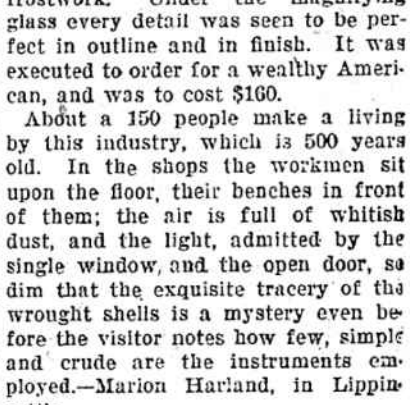 frostwork. Under the magnifying
glass every detail was seen to be per-
fect in outline and in finish. It was
executed to order for a wealthy Ameri-
can, and was to cost $160.
About a 150 people make a living
by this industry, which is 500 years
old. In the shops the workmen sit
upon the floor, their benches in front
of them; the air is full of whitish
dust, and the light, admitted by the
single window, and the open door, so
dim that the exquisite tracery of the
wrought shells is a mystery even be-
fore the visitor notes how few, simple
and crude are the instruments em-
ployed.—Marion Harland, in Lippin-